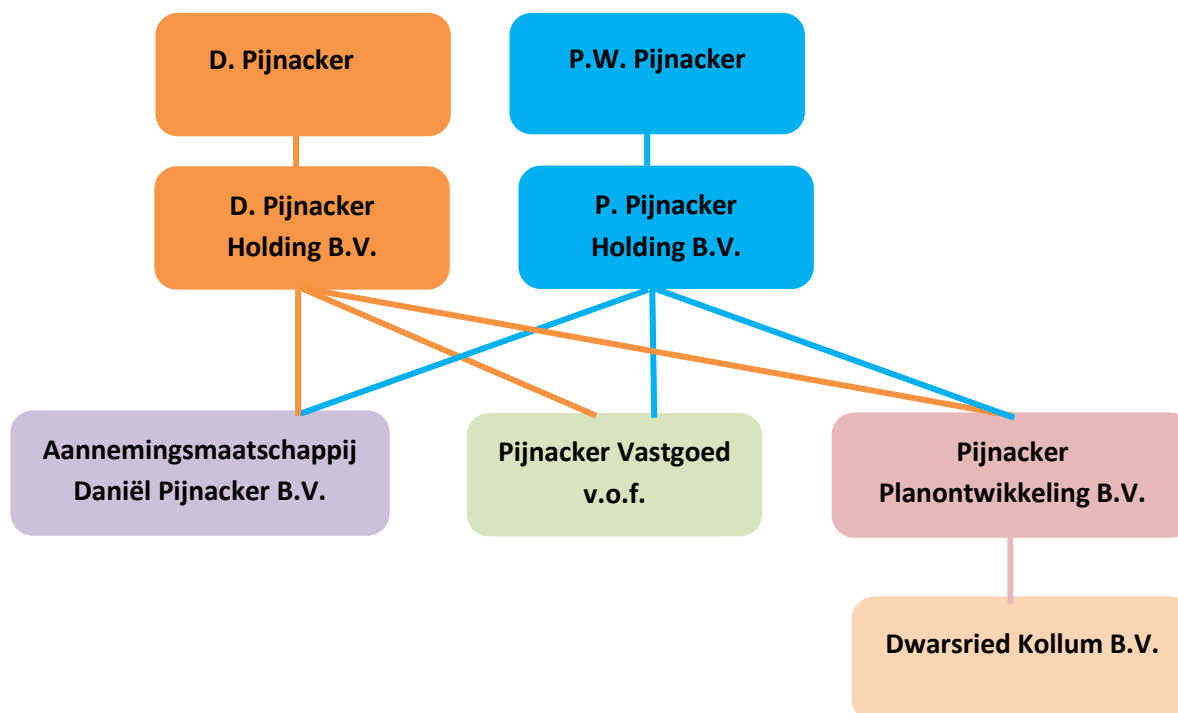 D. Pijnacker
P.W. Pijnacker
D. Pijnacker
Holding B.V.
P. Pijnacker
Holding B.V.
Aannemingsmaatschappij
Daniël Pijnacker B.V.
Pijnacker Vastgoed
v.o.f.
Pijnacker
Planontwikkeling B.V.
Dwarsried Kollum B.V.